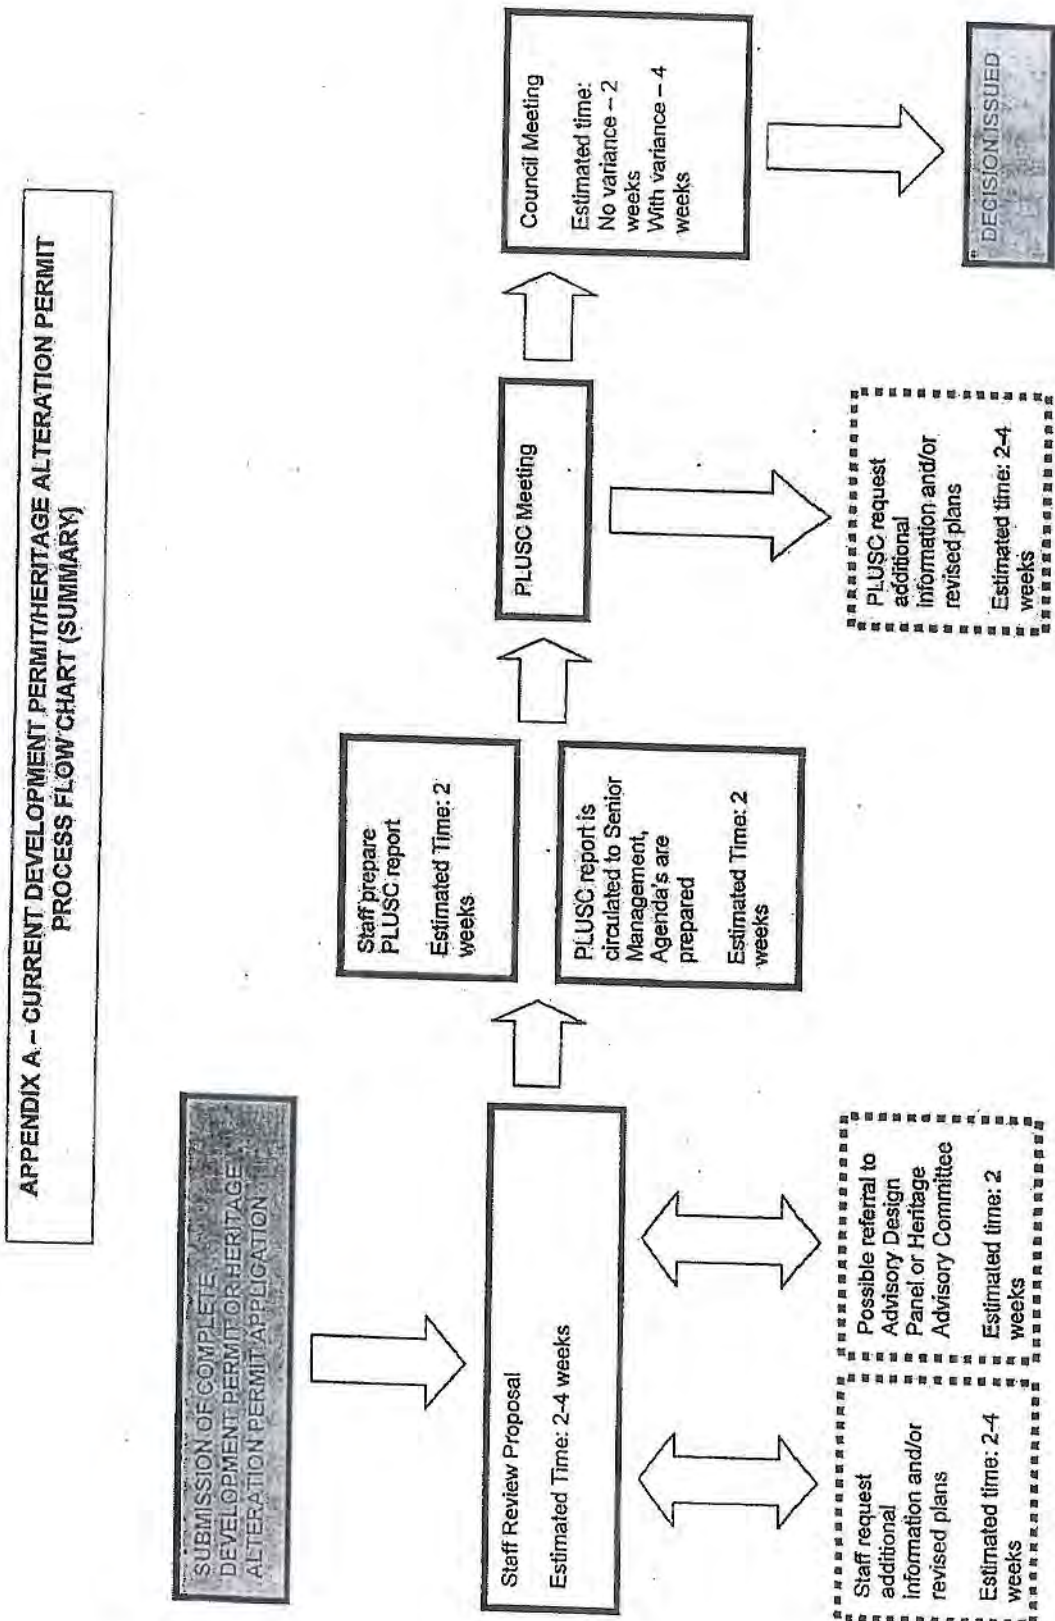 APPENDIX A – CURRENT DEVELOPMENT PERMIT/HERITAGE ALTERATION PERMIT
PROCESS FLOW CHART (SUMMARY)
SUBMISSION OF COMPLETE
DEVELOPMENT PERMIT OR HERITAGE
ALTERATION PERMIT APPLICATION
Staff Review Proposal
Estimated Time: 2-4 weeks
Staff request
additional
information and/or
revised plans
Estimated time: 2-4
weeks
Possible referral to
Advisory Design
Panel or Heritage
Advisory Committee
Estimated time: 2
weeks
Staff prepare
PLUSC report
Estimated Time: 2
weeks
PLUSC report is
circulated to Senior
Management,
Agenda's are
prepared
Estimated Time: 2
weeks
PLUSC Meeting
PLUSC request
additional
information and/or
revised plans
Estimated time: 2-4
weeks
Council Meeting
Estimated time:
No variance – 2
weeks
With variance – 4
weeks
DECISION ISSUED